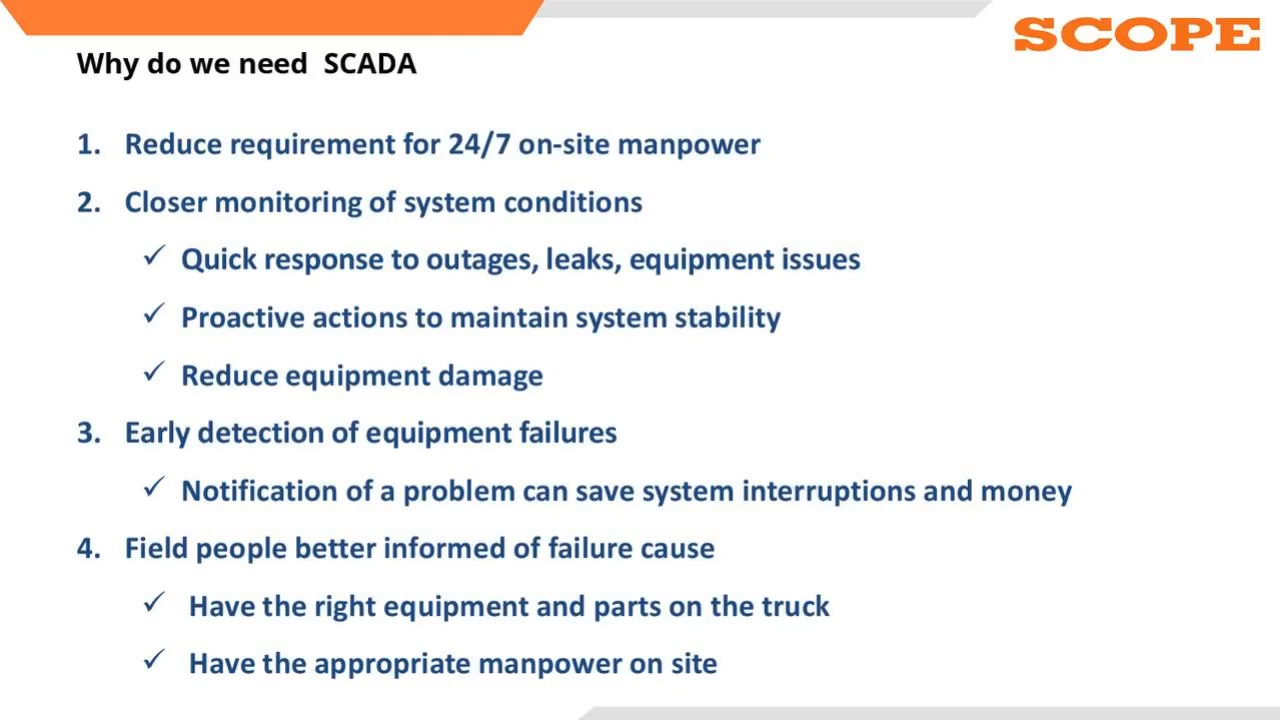 SCOPE
Why do we need  SCADA
1. Reduce requirement for 24/7 on-site manpower
2. Closer monitoring of system conditions
✓ Quick response to outages, leaks, equipment issues
✓ Proactive actions to maintain system stability
✓ Reduce equipment damage
3. Early detection of equipment failures
✓ Notification of a problem can save system interruptions and money
4. Field people better informed of failure cause
✓ Have the right equipment and parts on the truck
✓ Have the appropriate manpower on site